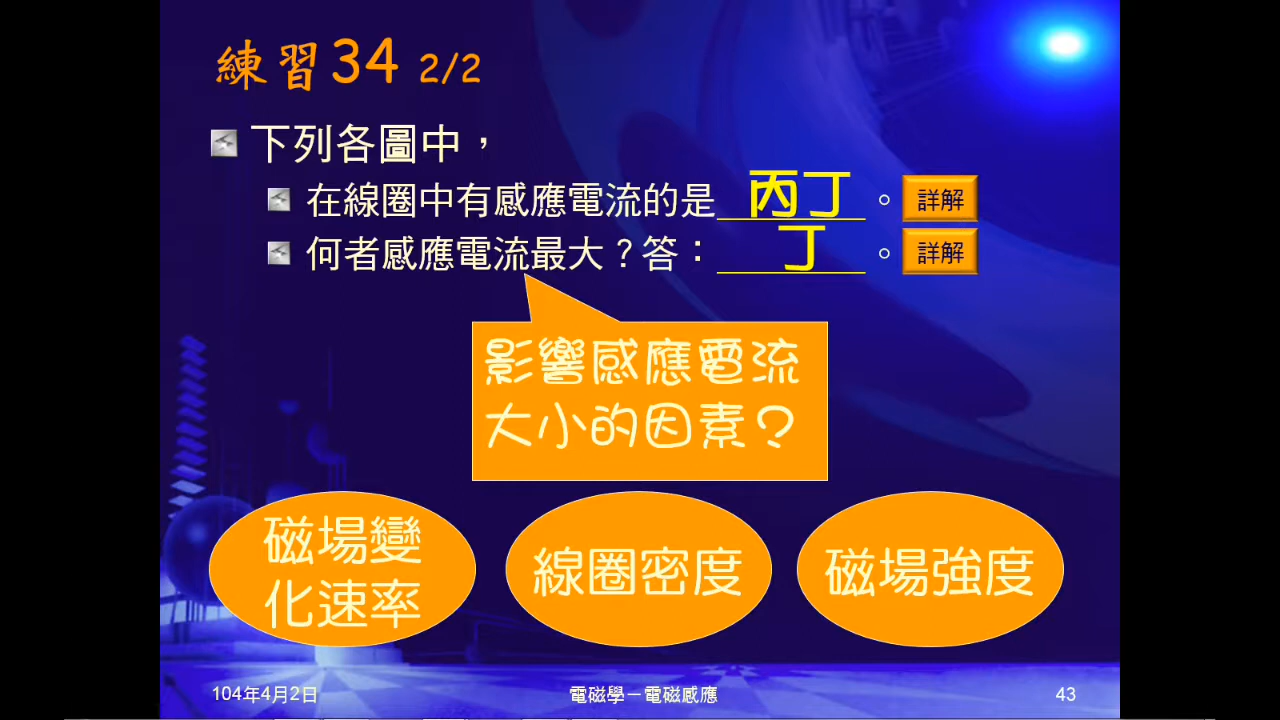 練習34 2/2
下列各圖中，
在線圈中有感應電流的是 丙丁 。 詳解
何者感應電流最大？答： 丁 。 詳解
影響感應電流
大小的因素？
磁場變
化速率
線圈密度
磁場強度
104年4月2日 電磁學－電磁感應 43